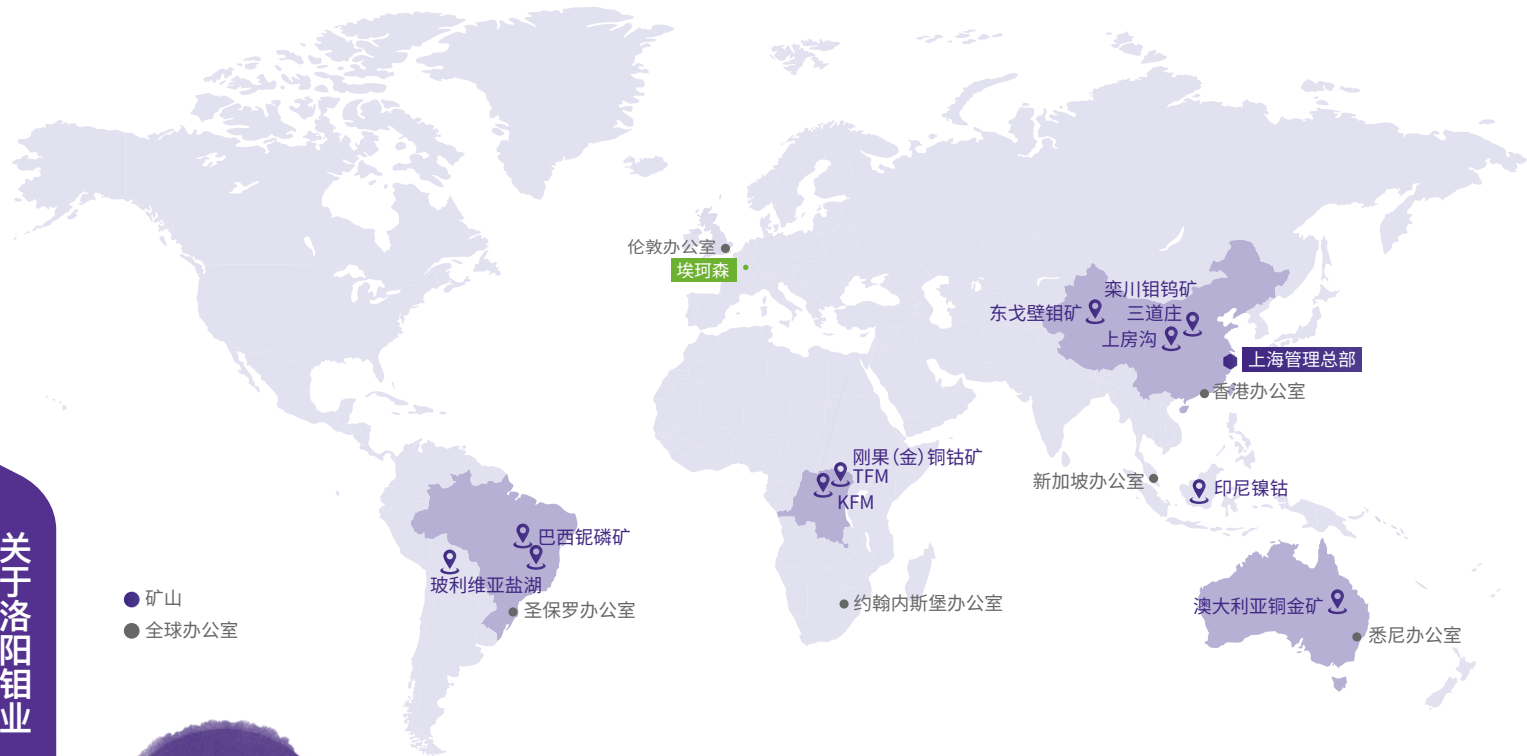 伦敦办公室
埃珂森
栾川钼钨矿
东戈壁钼矿
三道庄
上房沟
上海管理总部
香港办公室
刚果（金）铜钴矿
TFM
KFM
新加坡办公室
印尼镍钴
巴西铌磷矿
玻利维亚盐湖
圣保罗办公室
约翰内斯堡办公室
澳大利亚铜金矿
悉尼办公室
矿山
全球办公室
关于洛阳钼业